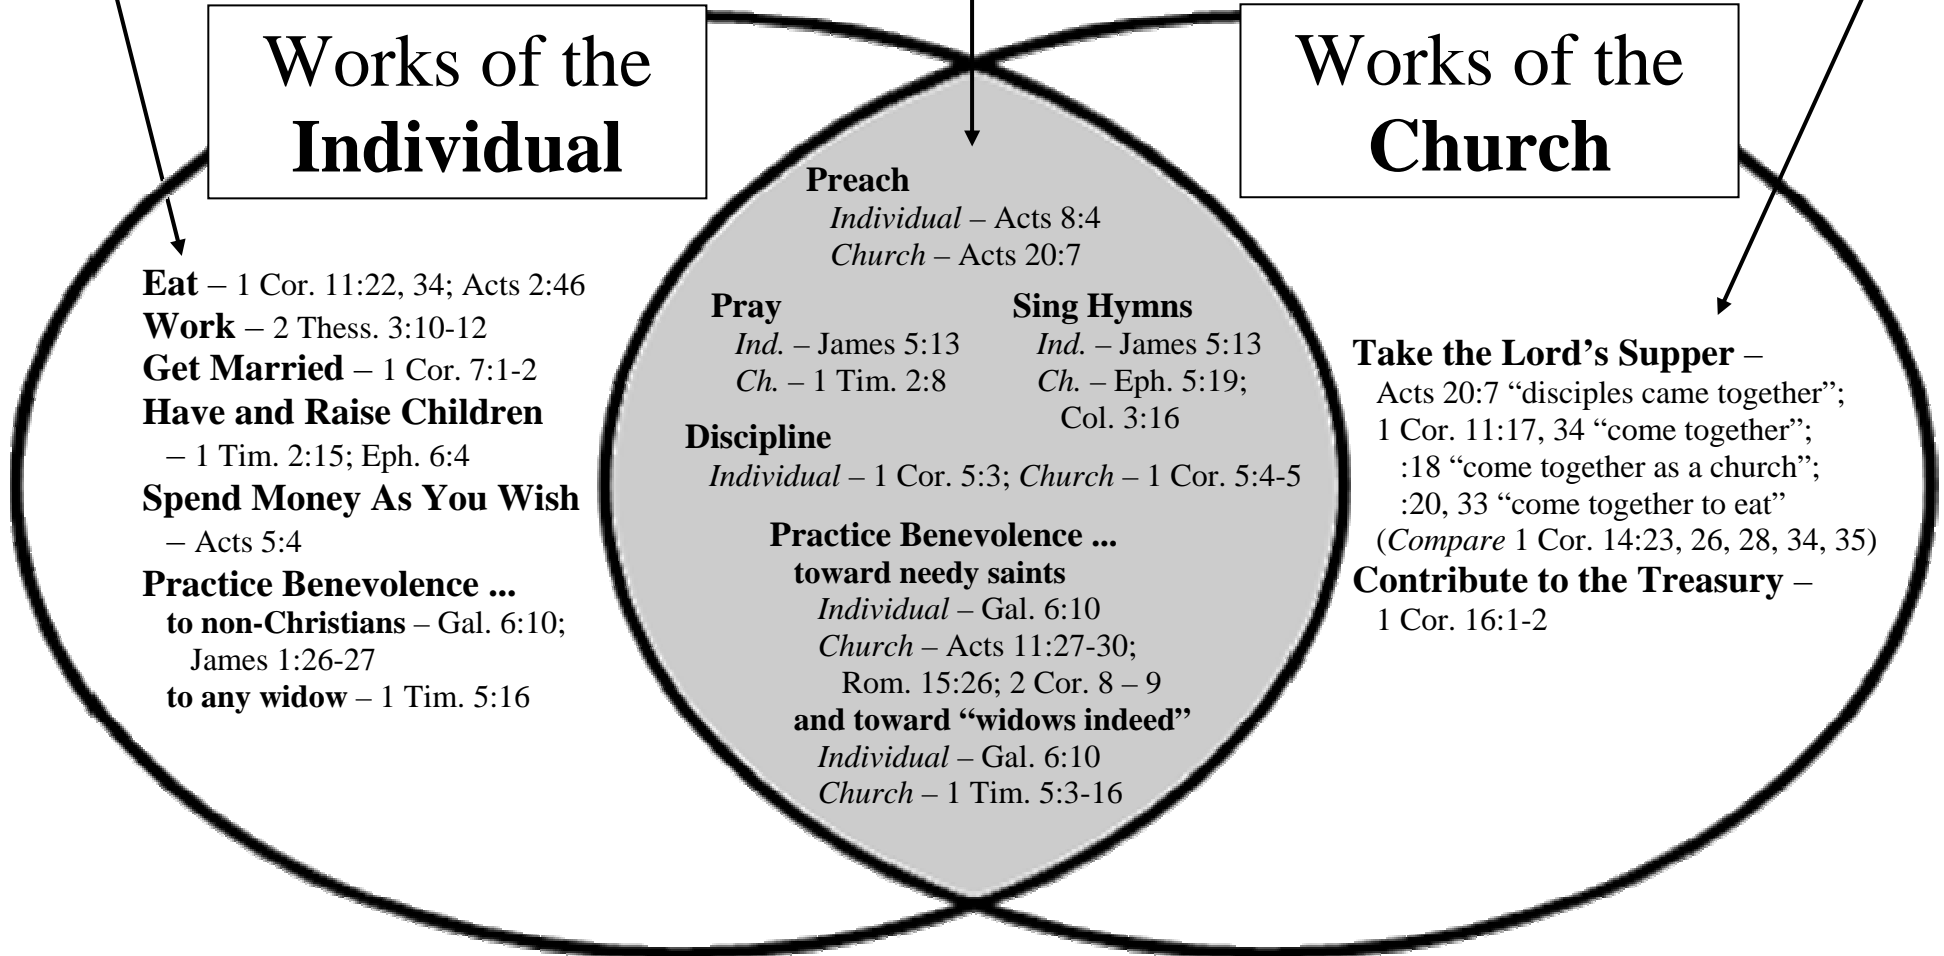 Works of the
Individual
Eat – 1 Cor. 11:22, 34; Acts 2:46
Work – 2 Thess. 3:10-12
Get Married – 1 Cor. 7:1-2
Have and Raise Children
– 1 Tim. 2:15; Eph. 6:4
Spend Money As You Wish
– Acts 5:4
Practice Benevolence ...
to non-Christians – Gal. 6:10;
James 1:26-27
to any widow – 1 Tim. 5:16
Preach
Individual – Acts 8:4
Church – Acts 20:7
Pray
Ind. – James 5:13
Ch. – 1 Tim. 2:8
Sing Hymns
Ind. – James 5:13
Ch. – Eph. 5:19;
Col. 3:16
Discipline
Individual – 1 Cor. 5:3; Church – 1 Cor. 5:4-5
Practice Benevolence ...
toward needy saints
Individual – Gal. 6:10
Church – Acts 11:27-30;
Rom. 15:26; 2 Cor. 8 – 9
and toward “widows indeed”
Individual – Gal. 6:10
Church – 1 Tim. 5:3-16
Works of the
Church
Take the Lord’s Supper –
Acts 20:7 “disciples came together”;
1 Cor. 11:17, 34 “come together”;
:18 “come together as a church”;
:20, 33 “come together to eat”
(Compare 1 Cor. 14:23, 26, 28, 34, 35)
Contribute to the Treasury –
1 Cor. 16:1-2